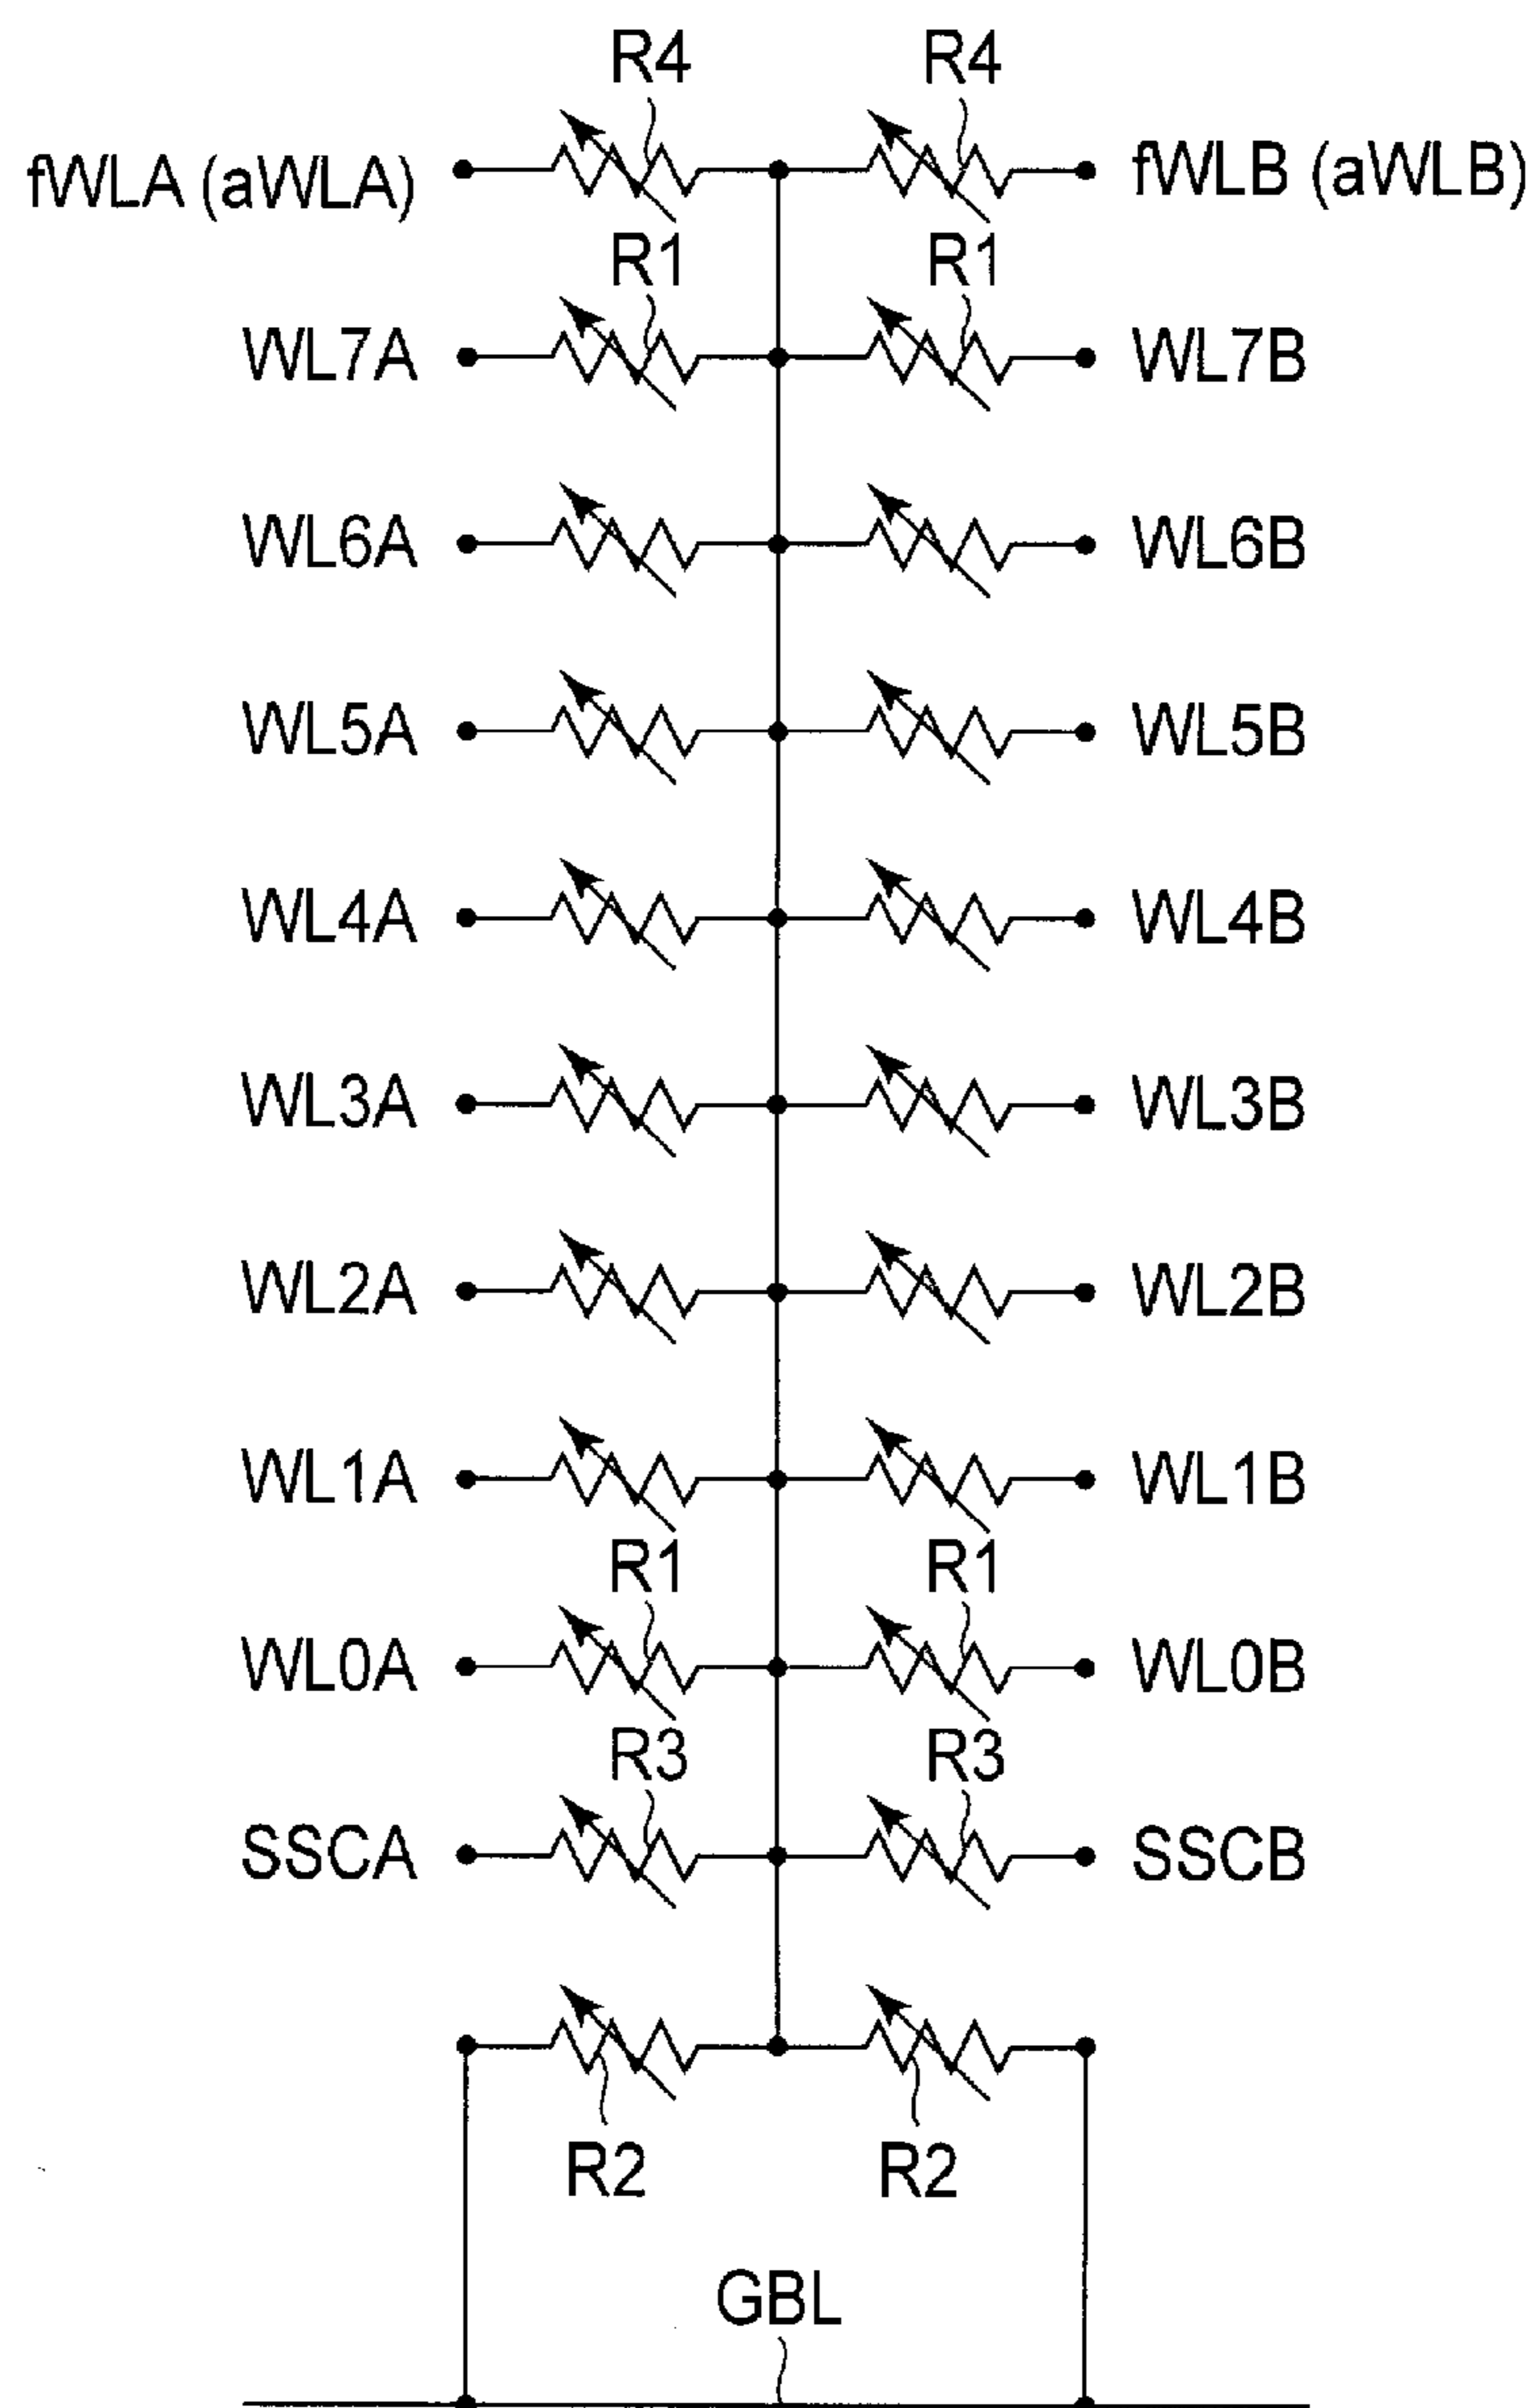 R4 R4
fWLA (aWLA) fWLB (aWLB)
R1 R1
WL7A WL7B
WL6A WL6B
WL5A WL5B
WL4A WL4B
WL3A WL3B
WL2A WL2B
WL1A WL1B
R1 R1
WL0A WL0B
R3 R3
SSCA SSCB
R2 R2
GBL